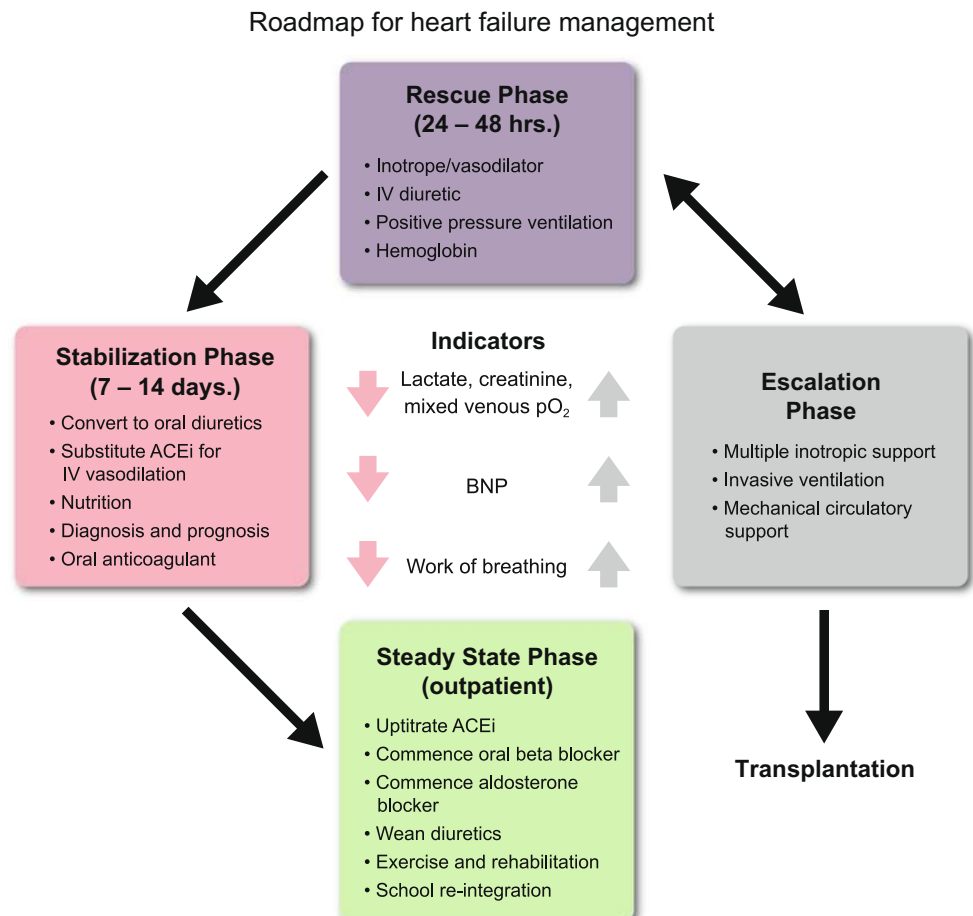 Roadmap for heart failure management
Rescue Phase
(24 – 48 hrs.)
• Inotrope/vasodilator
• IV diuretic
• Positive pressure ventilation
• Hemoglobin
Stabilization Phase
(7 – 14 days.)
• Convert to oral diuretics
• Substitute ACEi for
IV vasodilation
• Nutrition
• Diagnosis and prognosis
• Oral anticoagulant
Indicators
Lactate, creatinine,
mixed venous pO₂
BNP
Work of breathing
Escalation
Phase
• Multiple inotropic support
• Invasive ventilation
• Mechanical circulatory
support
Steady State Phase
(outpatient)
• Uptitrate ACEi
• Commence oral beta blocker
• Commence aldosterone
blocker
• Wean diuretics
• Exercise and rehabilitation
• School re-integration
Transplantation